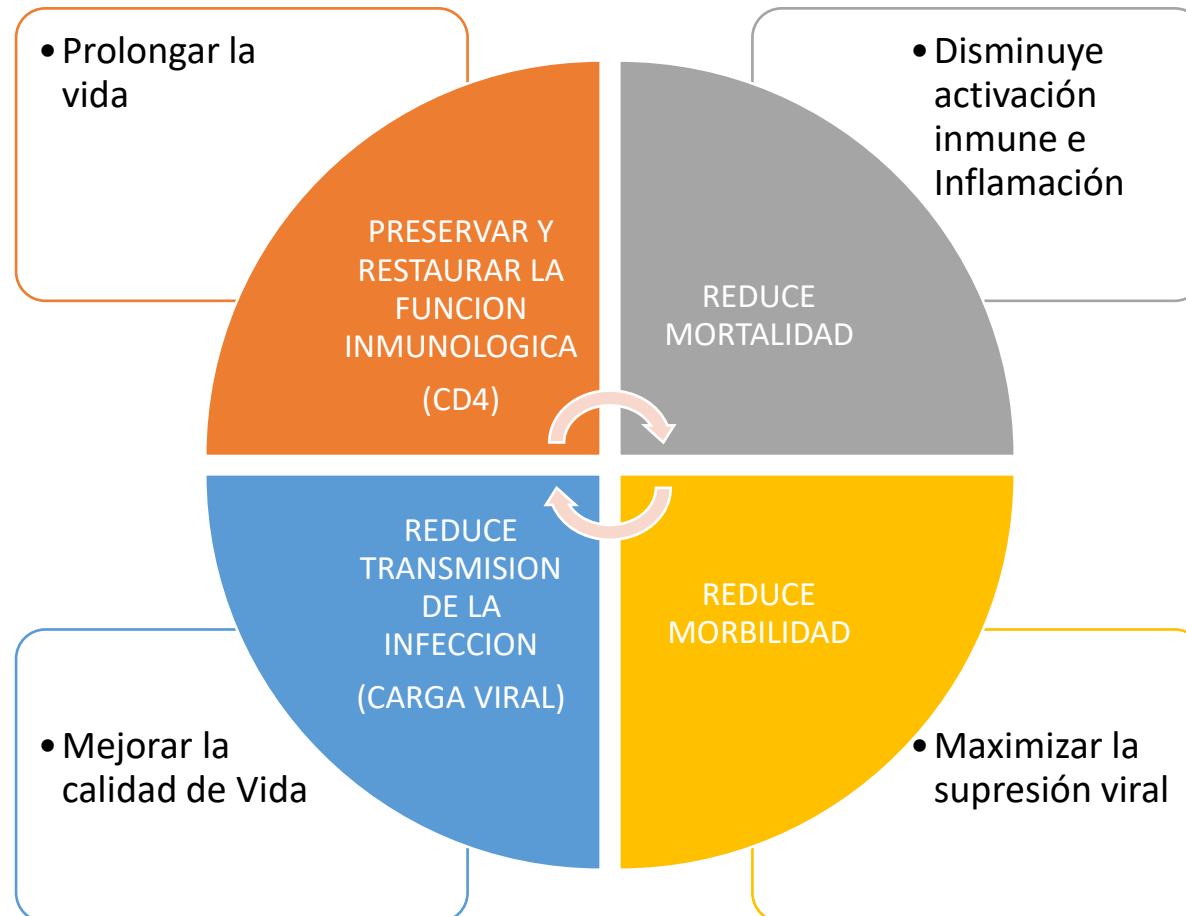 • Prolongar la
vida
• Disminuye
activación
inmune e
Inflamación
PRESERVAR Y
RESTAURAR LA
FUNCION
INMUNOLOGICA
(CD4)
REDUCE
MORTALIDAD
REDUCE
TRANSMISION
DE LA
INFECCION
(CARGA VIRAL)
REDUCE
MORBILIDAD
• Mejorar la
calidad de Vida
• Maximizar la
supresión viral